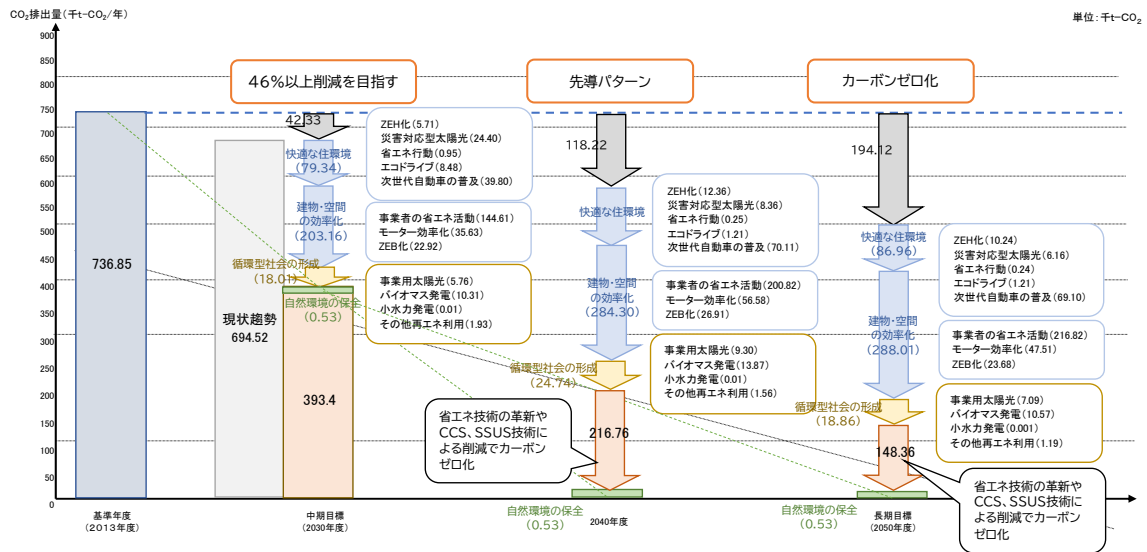 CO₂排出量(千t-CO₂/年)
単位：千t-CO₂
900
850
800
750
700
650
600
550
500
450
400
350
300
250
200
150
100
50
0
46%以上削減を目指す
先導パターン
カーボンゼロ化
736.85
現状趨勢
694.52
42.33
快適な住環境
(79.34)
建物・空間
の効率化
(203.16)
循環型社会の形成
(18.01)
自然環境の保全
(0.53)
393.4
ZEH化(5.71)
災害対応型太陽光(24.40)
省エネ行動(0.95)
エコドライブ(8.48)
次世代自動車の普及(39.80)
事業者の省エネ活動(144.61)
モーター効率化(35.63)
ZEB化(22.92)
事業用太陽光(5.76)
バイオマス発電(10.31)
小水力発電(0.01)
その他再エネ利用(1.93)
118.22
快適な住環境
建物・空間
の効率化
(284.30)
循環型社会の形成
(24.74)
216.76
自然環境の保全
(0.53)
ZEH化(12.36)
災害対応型太陽光(8.36)
省エネ行動(0.25)
エコドライブ(1.21)
次世代自動車の普及(70.11)
事業者の省エネ活動(200.82)
モーター効率化(56.58)
ZEB化(26.91)
事業用太陽光(9.30)
バイオマス発電(13.87)
小水力発電(0.01)
その他再エネ利用(1.56)
省エネ技術の革新や
CCS、SSUS技術に
よる削減でカーボン
ゼロ化
194.12
快適な住環境
(86.96)
建物・空間
の効率化
(288.01)
循環型社会の形成
(18.86)
148.36
自然環境の保全
(0.53)
ZEH化(10.24)
災害対応型太陽光(6.16)
省エネ行動(0.24)
エコドライブ(1.21)
次世代自動車の普及(69.10)
事業者の省エネ活動(216.82)
モーター効率化(47.51)
ZEB化(23.68)
事業用太陽光(7.09)
バイオマス発電(10.57)
小水力発電(0.001)
その他再エネ利用(1.19)
省エネ技術の革新や
CCS、SSUS技術に
よる削減でカーボン
ゼロ化
基準年度
(2013年度)
中期目標
(2030年度)
2040年度
長期目標
(2050年度)